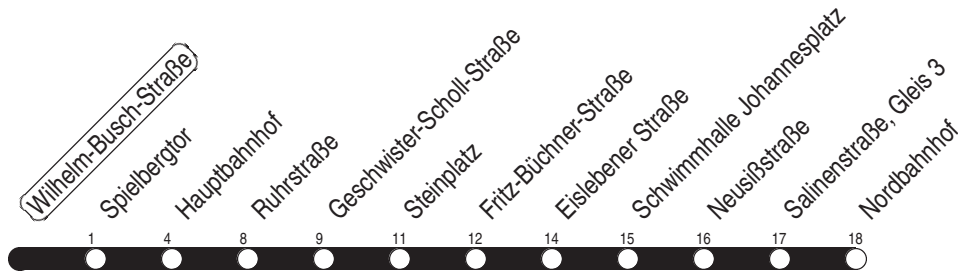 Wilhelm-Busch-Straße
Spielbergtor
Hauptbahnhof
Ruhrstraße
Geschwister-Scholl-Straße
Steinplatz
Fritz-Büchner-Straße
Eislebener Straße
Schwimmhalle Johannesplatz
Neusißstraße
Salinenstraße, Gleis 3
Nordbahnhof
1 4 8 9 11 12 14 15 16 17 18